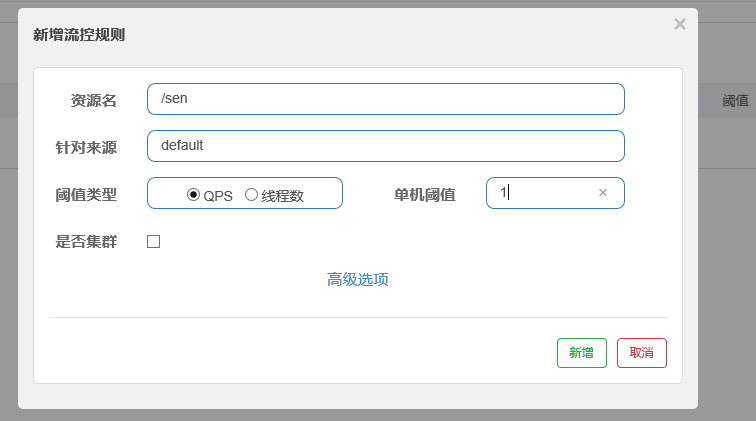 新增流控规则 ×
阈值
资源名 /sen
针对来源 default
阈值类型 QPS 线程数 单机阈值 1 ×
是否集群
高级选项
新增 取消